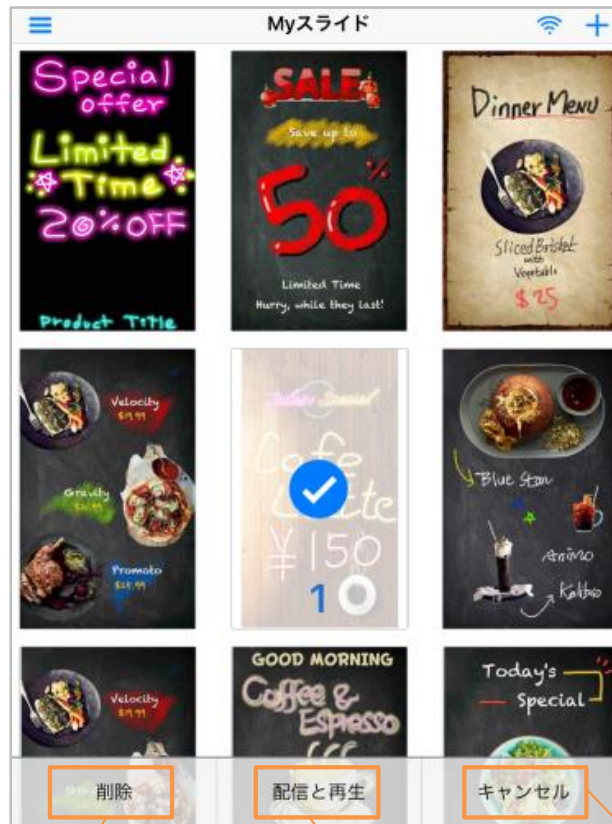 Myスライド
Special
offer
Limited
Time
20%OFF
Product Title
SALE
Save up to
50%
Limited Time
Hurry, while they last!
Dinner Menu
Sliced Brisket
with
Vegetable
$25
Velocity
$19.99
Gravity
Promoto
Special
Cafe
¥150
1
Blue Star
Animo
Velocity
$19.99
GOOD MORNING
Coffee &
Espresso
Today's
Special
削除
配信と再生
キャンセル